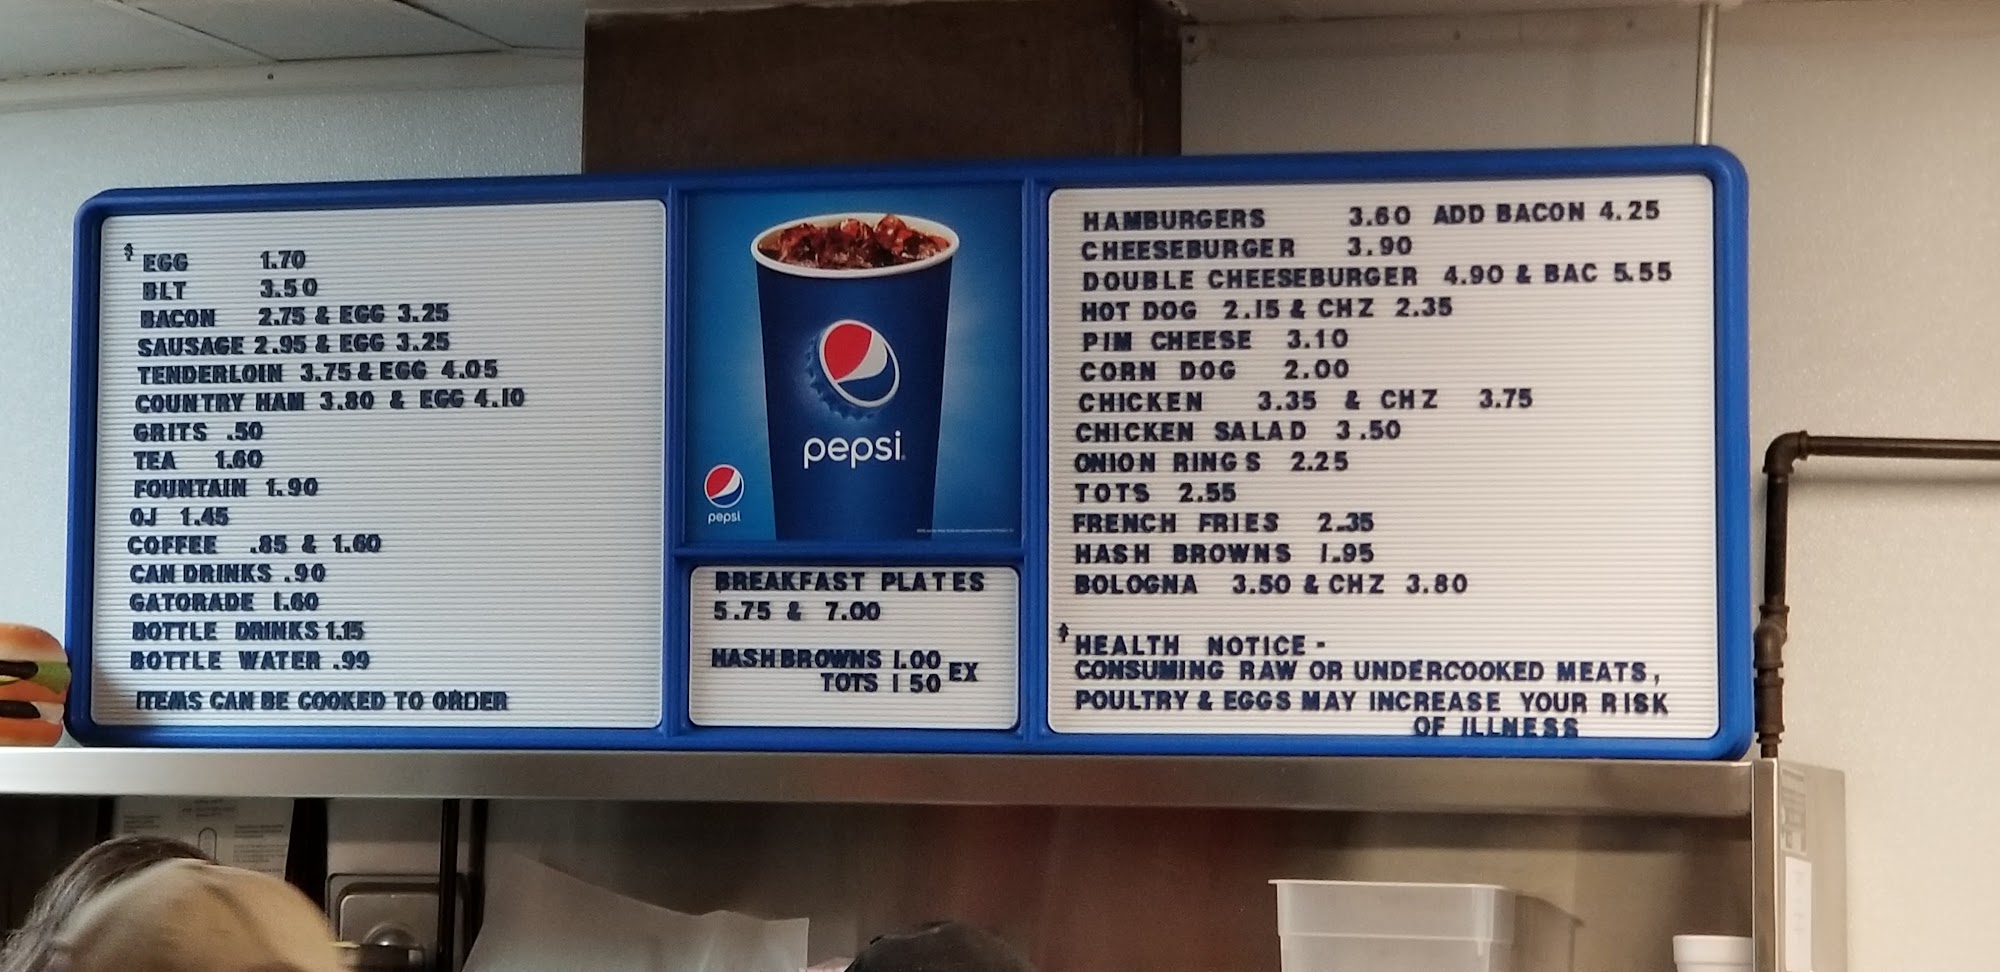 EGG 1.70
BLT 3.50
BACON 2.75 & EGG 3.25
SAUSAGE 2.95 & EGG 3.25
TENDERLOIN 3.75 & EGG 4.05
COUNTRY HAM 3.80 & EGG 4.10
GRITS .50
TEA 1.60
FOUNTAIN 1.90
OJ 1.45
COFFEE .85 & 1.60
CAN DRINKS .90
GATORADE 1.60
BOTTLE DRINKS 1.15
BOTTLE WATER .99
ITEMS CAN BE COOKED TO ORDER
pepsi
pepsi
BREAKFAST PLATES
5.75 & 7.00
HASH BROWNS 1.00 EX
TOTS 1 50
HAMBURGERS 3.60 ADD BACON 4.25
CHEESEBURGER 3.90
DOUBLE CHEESEBURGER 4.90 & BAC 5.55
HOT DOG 2.15 & CHZ 2.35
PIM CHEESE 3.10
CORN DOG 2.00
CHICKEN 3.35 & CHZ 3.75
CHICKEN SALAD 3.50
ONION RINGS 2.25
TOTS 2.55
FRENCH FRIES 2.35
HASH BROWNS 1.95
BOLOGNA 3.50 & CHZ 3.80
HEALTH NOTICE -
CONSUMING RAW OR UNDERCOOKED MEATS,
POULTRY & EGGS MAY INCREASE YOUR RISK
OF ILLNESS